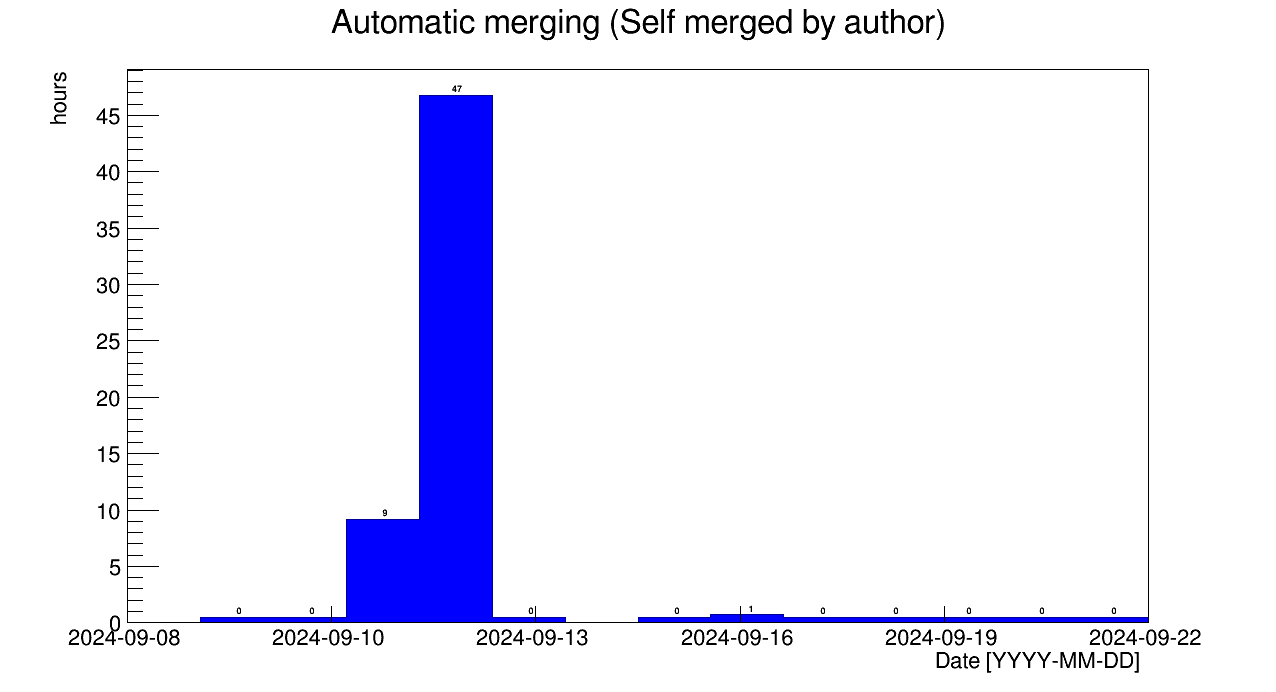 Automatic merging (Self merged by author)
hours
45
40
35
30
25
20
15
10
5
0
47
9
0 0 0 0 1 0 0 0 0 0
2024-09-08 2024-09-10 2024-09-13 2024-09-16 2024-09-19 2024-09-22
Date [YYYY-MM-DD]